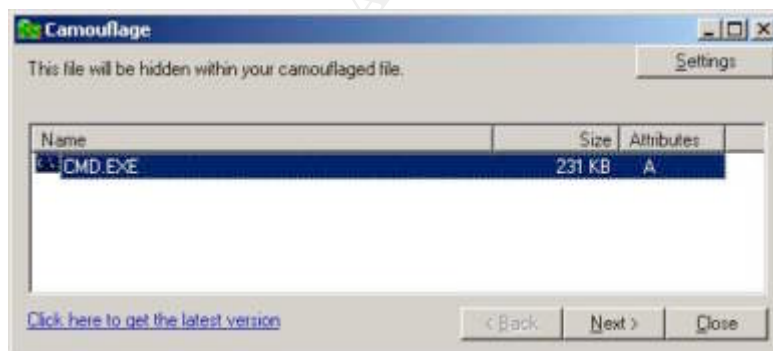 Camouflage
This file will be hidden within your camouflaged file.
Settings
Name Size Attributes
CMD.EXE 231 KB A
Click here to get the latest version
< Back Next > Close